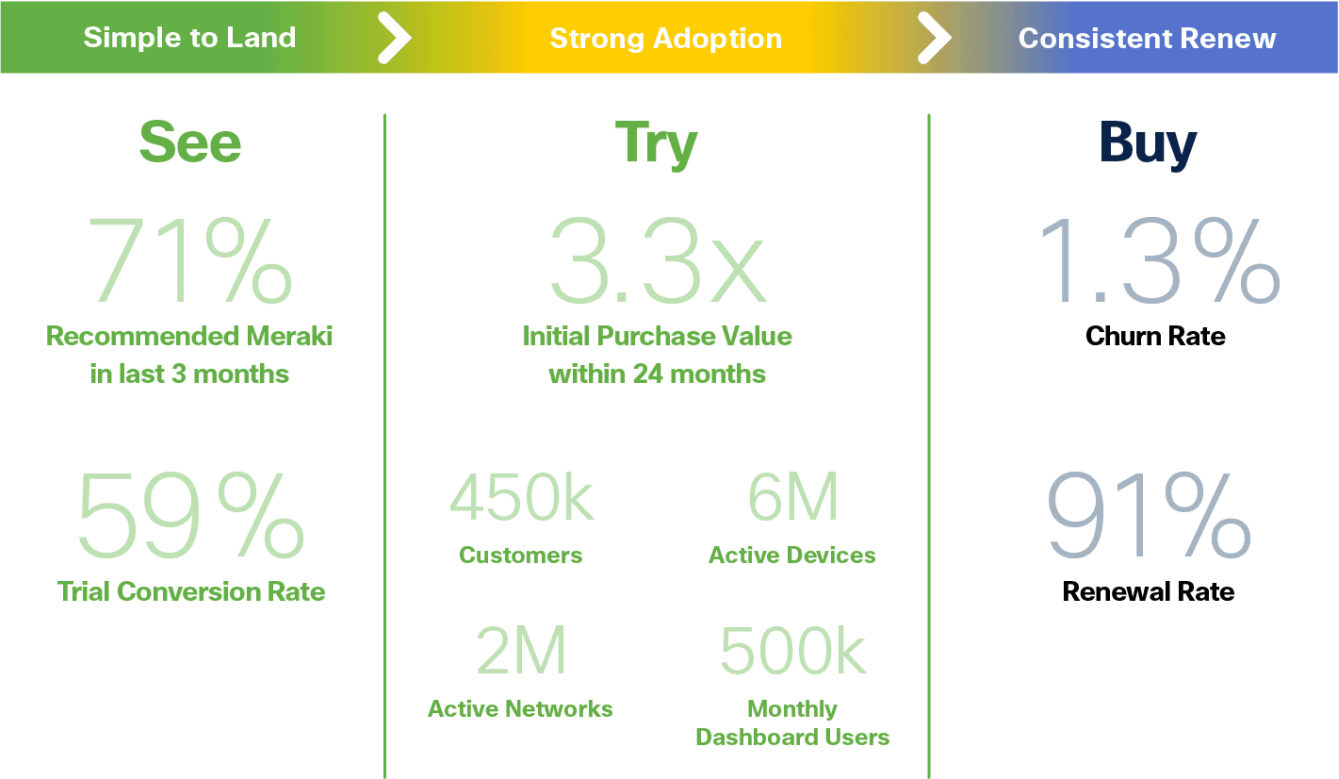 Simple to Land
Strong Adoption
Consistent Renew
See
71%
Recommended Meraki
in last 3 months
59%
Trial Conversion Rate
Try
3.3x
Initial Purchase Value
within 24 months
450k
Customers
6M
Active Devices
2M
Active Networks
500k
Monthly
Dashboard Users
Buy
1.3%
Churn Rate
91%
Renewal Rate